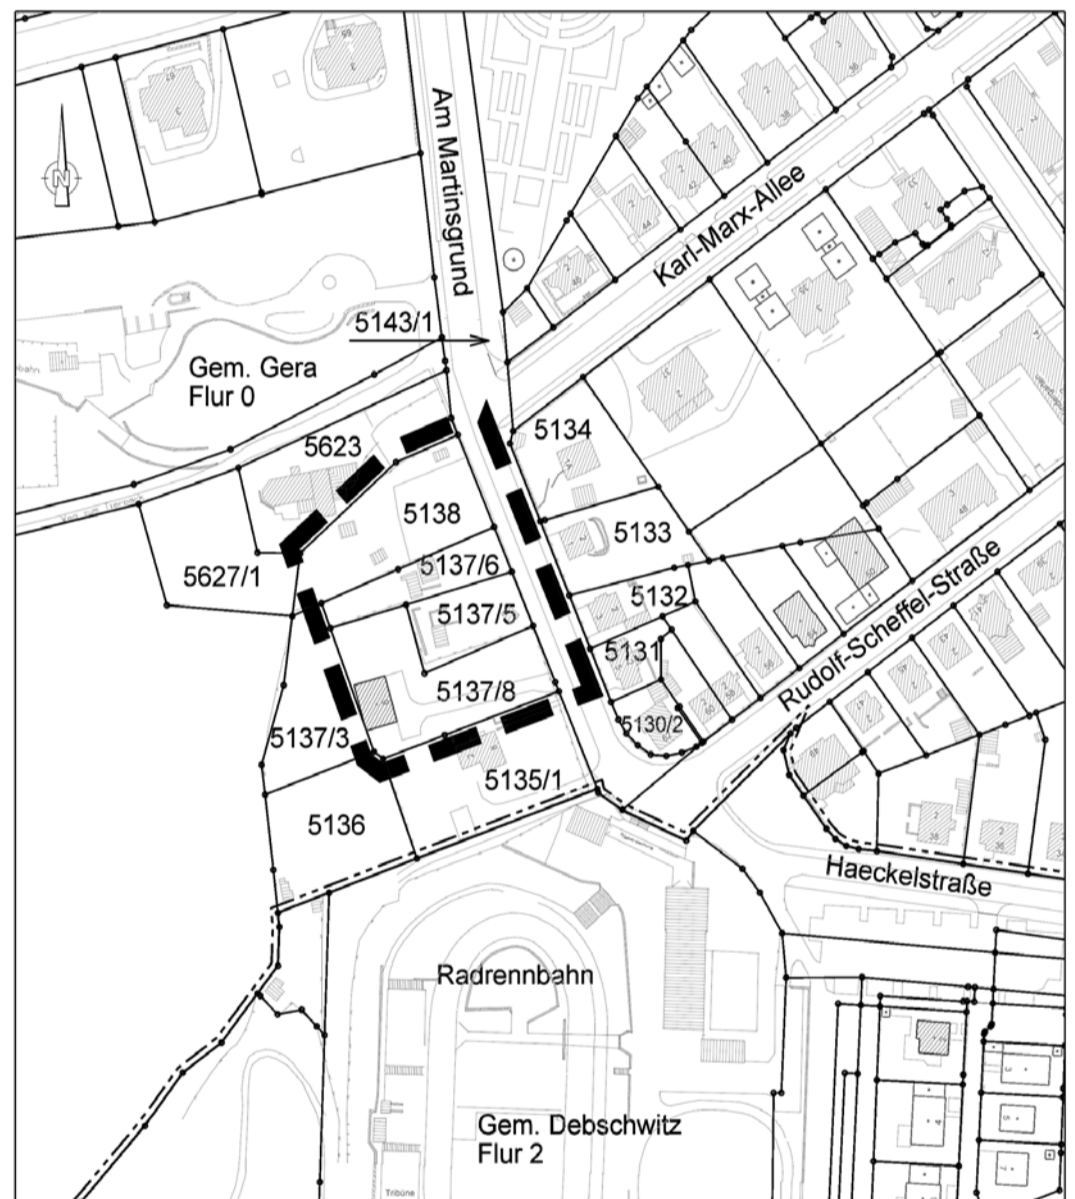 Am Martinsgrund
Karl-Marx-Allee
5143/1
Gem. Gera
Flur 0
5623
5134
5138
5133
5137/6
5627/1
5137/5
5132
5131
5137/8
5130/2
5137/3
5135/1
5136
Rudolf-Scheffel-Straße
Haeckelstraße
Radrennbahn
Gem. Debschwitz
Flur 2
Tribüne
N